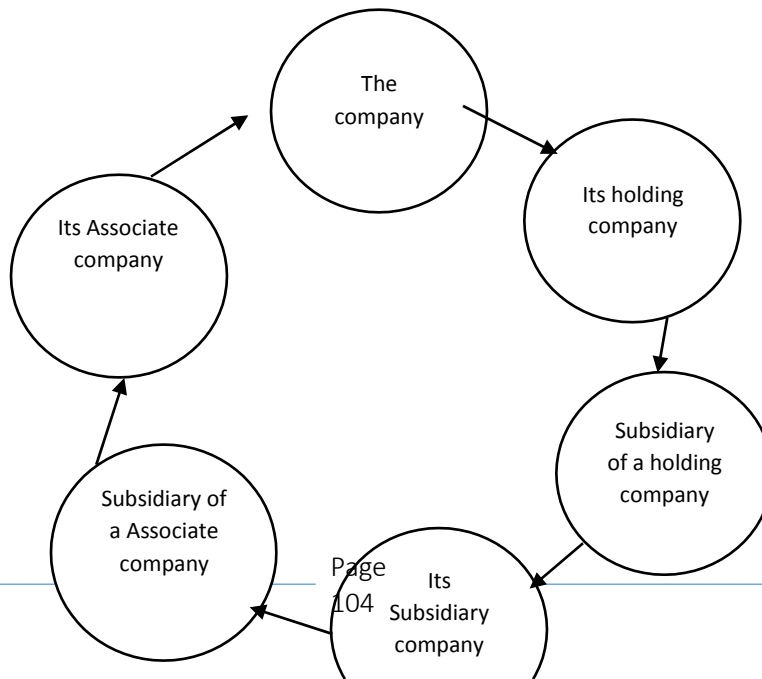 The
company
Its holding
company
Subsidiary
of a holding
company
Its
Subsidiary
company
Subsidiary of
a Associate
company
Its Associate
company
Page
104